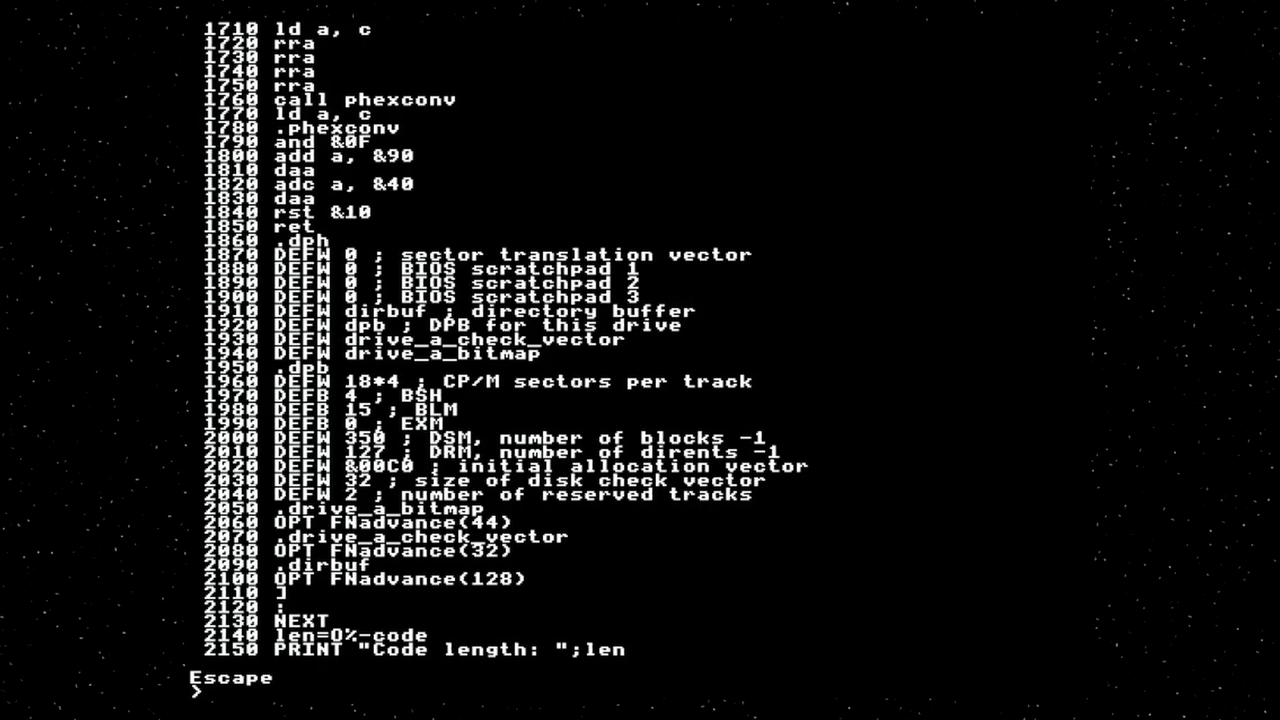 1710 ld a, c
1720 rra
1730 rra
1740 rra
1750 rra
1760 call phexconv
1770 ld a, c
1780 .phexconv
1790 and &0F
1800 add a, &90
1810 daa
1820 adc a, &40
1830 daa
1840 rst &10
1850 ret
1860 .dph
1870 DEFW 0 ; sector translation vector
1880 DEFW 0 ; BIOS scratchpad 1
1890 DEFW 0 ; BIOS scratchpad 2
1900 DEFW 0 ; BIOS scratchpad 3
1910 DEFW dirbuf ; directory buffer
1920 DEFW dpb ; DPB for this drive
1930 DEFW drive_a_check_vector
1940 DEFW drive_a_bitmap
1950 .dpb
1960 DEFW 18*4 ; CP/M sectors per track
1970 DEFB 4 ; BSH
1980 DEFB 15 ; BLM
1990 DEFB 0 ; EXM
2000 DEFW 350 ; DSM, number of blocks -1
2010 DEFW 127 ; DRM, number of dirents -1
2020 DEFW &00C0 ; initial allocation vector
2030 DEFW 32 ; size of disk check vector
2040 DEFW 2 ; number of reserved tracks
2050 .drive_a_bitmap
2060 OPT FNadvance(44)
2070 .drive_a_check_vector
2080 OPT FNadvance(32)
2090 .dirbuf
2100 OPT FNadvance(128)
2110 ]
2120 :
2130 NEXT
2140 len=O%-code
2150 PRINT "Code length: ";len
Escape
>